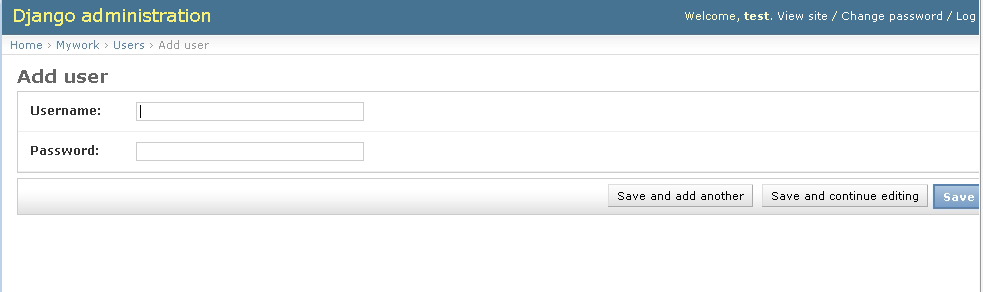 Django administration
Welcome, test. View site / Change password / Log
Home › Mywork › Users › Add user
Add user
Username:
Password:
Save and add another Save and continue editing Save